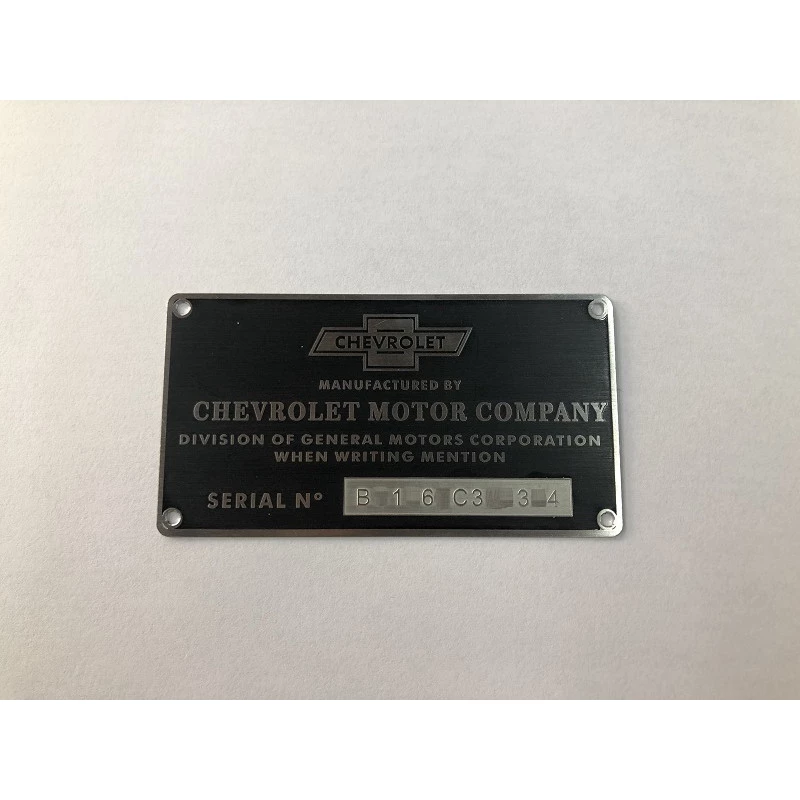 CHEVROLET
MANUFACTURED BY
CHEVROLET MOTOR COMPANY
DIVISION OF GENERAL MOTORS CORPORATION
WHEN WRITING MENTION
SERIAL Nº B 1 6 C3 3 4